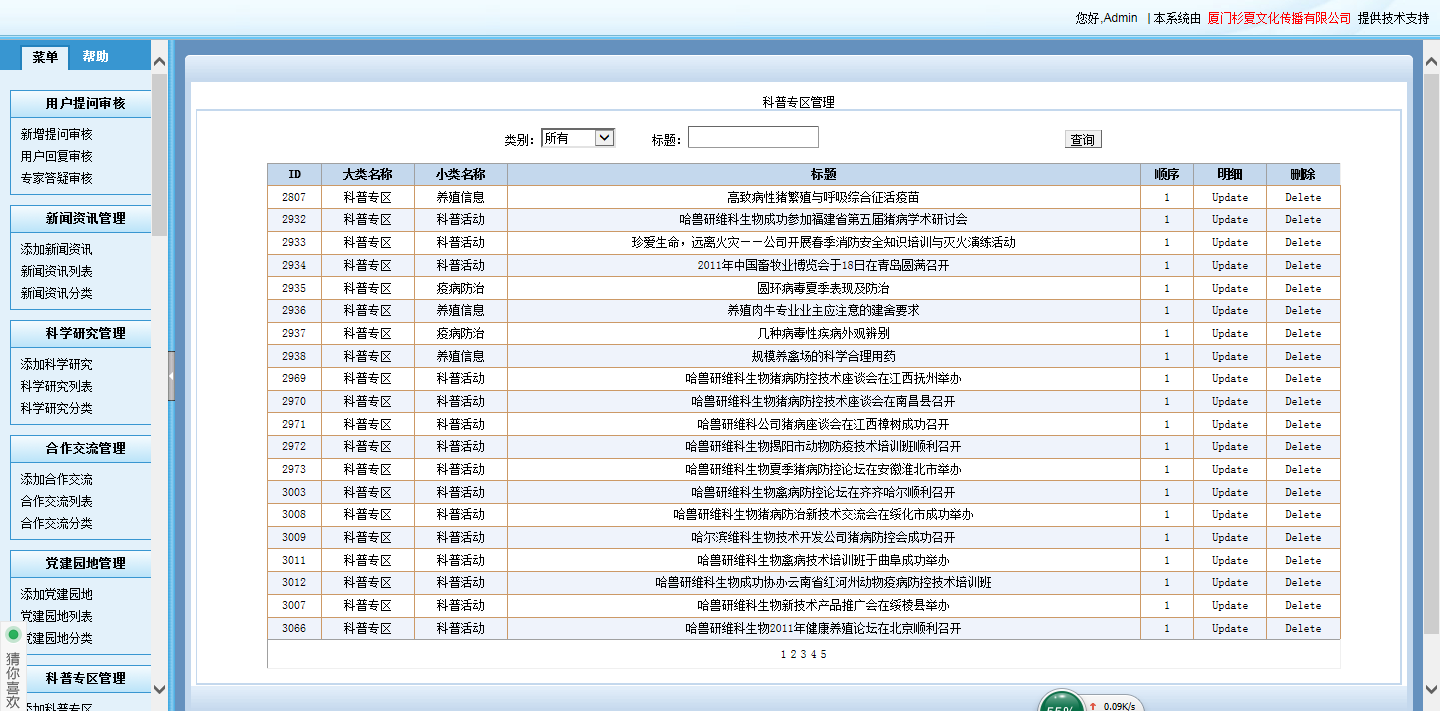 您好,Admin | 本系统由 厦门杉夏文化传播有限公司 提供技术支持
菜单 帮助
用户提问审核
新增提问审核
用户回复审核
专家答疑审核
新闻资讯管理
添加新闻资讯
新闻资讯列表
新闻资讯分类
科学研究管理
添加科学研究
科学研究列表
科学研究分类
合作交流管理
添加合作交流
合作交流列表
合作交流分类
党建园地管理
添加党建园地
党建园地列表
党建园地分类
科普专区管理
添加科普专区
猜你喜欢
科普专区管理
类别： 所有 标题： 查询
ID 大类名称 小类名称 标题 顺序 明细 删除
2807 科普专区 养殖信息 高致病性猪繁殖与呼吸综合征活疫苗 1 Update Delete
2932 科普专区 科普活动 哈兽研维科生物成功参加福建省第五届猪病学术研讨会 1 Update Delete
2933 科普专区 科普活动 珍爱生命，远离火灾－－公司开展春季消防安全知识培训与灭火演练活动 1 Update Delete
2934 科普专区 科普活动 2011年中国畜牧业博览会于18日在青岛圆满召开 1 Update Delete
2935 科普专区 疫病防治 圆环病毒夏季表现及防治 1 Update Delete
2936 科普专区 养殖信息 养殖肉牛专业业主应注意的建舍要求 1 Update Delete
2937 科普专区 疫病防治 几种病毒性疾病外观辨别 1 Update Delete
2938 科普专区 养殖信息 规模养禽场的科学合理用药 1 Update Delete
2969 科普专区 科普活动 哈兽研维科生物猪病防控技术座谈会在江西抚州举办 1 Update Delete
2970 科普专区 科普活动 哈兽研维科生物猪病防控技术座谈会在南昌县召开 1 Update Delete
2971 科普专区 科普活动 哈兽研维科公司猪病座谈会在江西樟树成功召开 1 Update Delete
2972 科普专区 科普活动 哈兽研维科生物揭阳市动物防疫技术培训班顺利召开 1 Update Delete
2973 科普专区 科普活动 哈兽研维科生物夏季猪病防控论坛在安徽淮北市举办 1 Update Delete
3003 科普专区 科普活动 哈兽研维科生物禽病防控论坛在齐齐哈尔顺利召开 1 Update Delete
3008 科普专区 科普活动 哈兽研维科生物猪病防治新技术交流会在绥化市成功举办 1 Update Delete
3009 科普专区 科普活动 哈尔滨维科生物技术开发公司猪病防控会成功召开 1 Update Delete
3011 科普专区 科普活动 哈兽研维科生物禽病技术培训班于曲阜成功举办 1 Update Delete
3012 科普专区 科普活动 哈兽研维科生物成功协办云南省红河州动物疫病防控技术培训班 1 Update Delete
3007 科普专区 科普活动 哈兽研维科生物新技术产品推广会在绥棱县举办 1 Update Delete
3066 科普专区 科普活动 哈兽研维科生物2011年健康养殖论坛在北京顺利召开 1 Update Delete
1 2 3 4 5
55% ↑ 0.09K/s